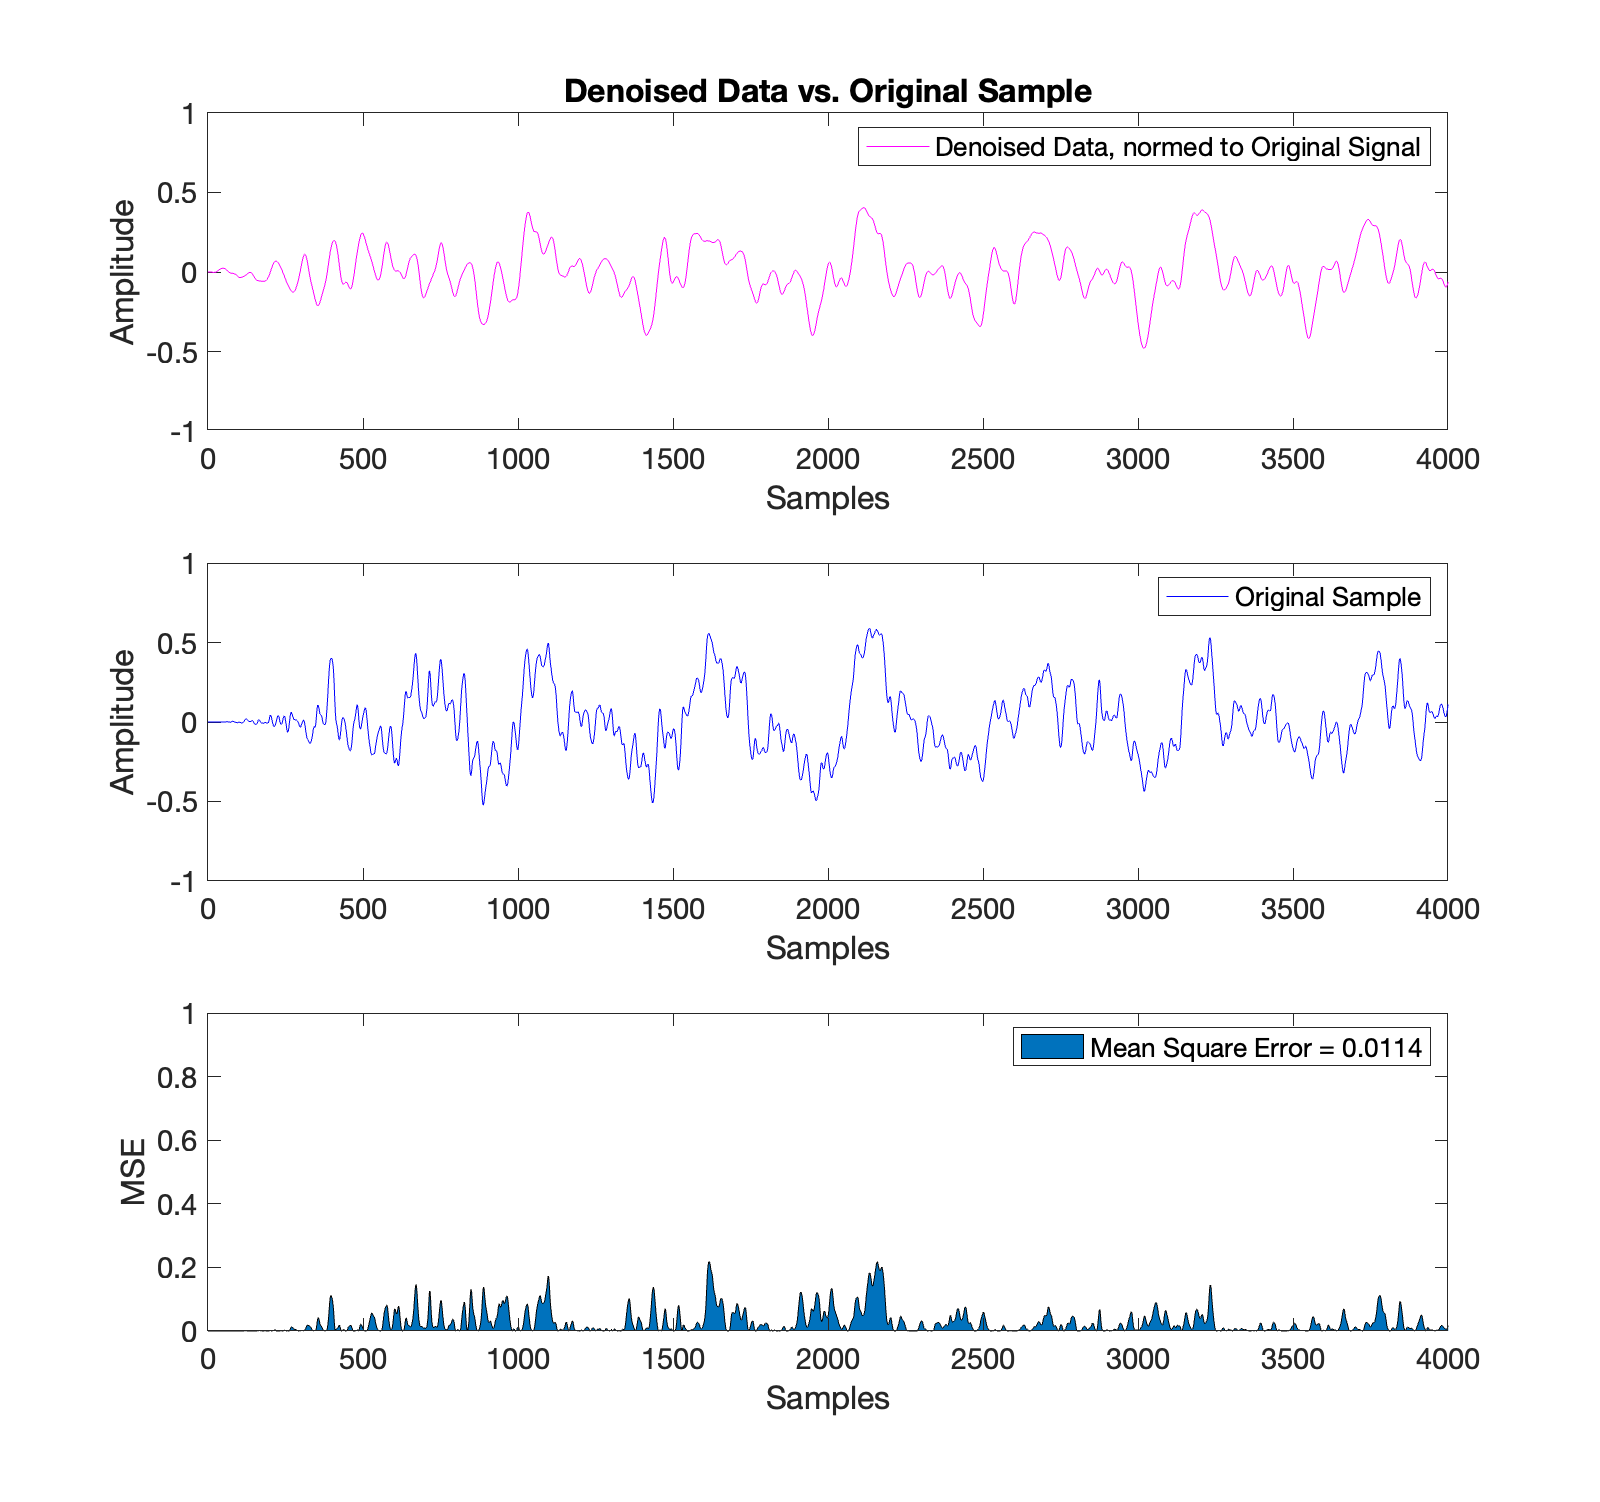 Denoised Data vs. Original Sample
1
Denoised Data, normed to Original Signal
0.5
Amplitude
0
-0.5
-1
0 500 1000 1500 2000 2500 3000 3500 4000
Samples
1
Original Sample
0.5
Amplitude
0
-0.5
-1
0 500 1000 1500 2000 2500 3000 3500 4000
Samples
1
Mean Square Error = 0.0114
0.8
0.6
MSE
0.4
0.2
0
0 500 1000 1500 2000 2500 3000 3500 4000
Samples